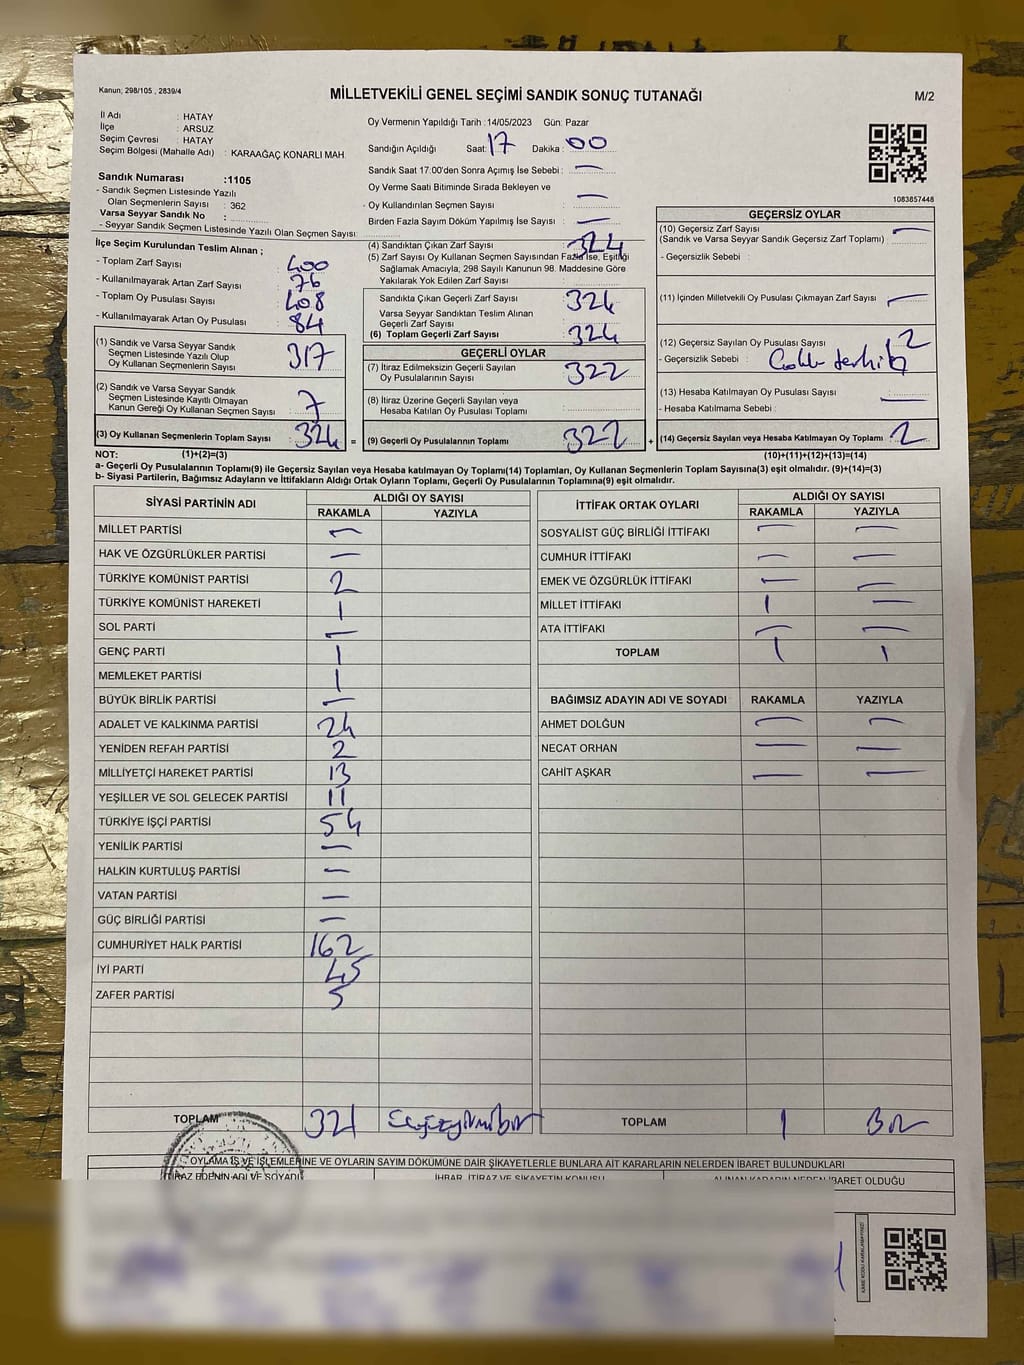 Kanun; 298/105 , 2839/4
MİLLETVEKİLİ GENEL SEÇİMİ SANDIK SONUÇ TUTANAĞI
M/2
İl Adı : HATAY
İlçe : ARSUZ
Seçim Çevresi : HATAY
Seçim Bölgesi (Mahalle Adı) : KARAAĞAÇ KONARLI MAH
Sandık Numarası :1105
- Sandık Seçmen Listesinde Yazılı
Olan Seçmenlerin Sayısı : 362
Varsa Seyyar Sandık No :
- Seyyar Sandık Seçmen Listesinde Yazılı Olan Seçmen Sayısı:
Oy Vermenin Yapıldığı Tarih :14/05/2023 Gün: Pazar
Sandığın Açıldığı Saat: 17 Dakika : 00
Sandık Saat 17:00'den Sonra Açımış İse Sebebi : —
Oy Verme Saati Bitiminde Sırada Bekleyen ve
Oy Kullandırılan Seçmen Sayısı : —
Birden Fazla Sayım Döküm Yapılmış İse Sayısı : —
1083857448
İlçe Seçim Kurulundan Teslim Alınan ;
- Toplam Zarf Sayısı : 400
- Kullanılmayarak Artan Zarf Sayısı : 76
- Toplam Oy Pusulası Sayısı : 408
- Kullanılmayarak Artan Oy Pusulası : 84
(1) Sandık ve Varsa Seyyar Sandık
Seçmen Listesinde Yazılı Olup
Oy Kullanan Seçmenlerin Sayısı : 317
(2) Sandık ve Varsa Seyyar Sandık
Seçmen Listesinde Kayıtlı Olmayan
Kanun Gereği Oy Kullanan Seçmen Sayısı : 7
(3) Oy Kullanan Seçmenlerin Toplam Sayısı : 324 =
(4) Sandıktan Çıkan Zarf Sayısı : 324
(5) Zarf Sayısı Oy Kullanan Seçmen Sayısından Fazla İse, Eşitliği
Sağlamak Amacıyla, 298 Sayılı Kanunun 98. Maddesine Göre
Yakılarak Yok Edilen Zarf Sayısı :
Sandıkta Çıkan Geçerli Zarf Sayısı : 324
Varsa Seyyar Sandıktan Teslim Alınan
Geçerli Zarf Sayısı :
(6) Toplam Geçerli Zarf Sayısı : 324
GEÇERLİ OYLAR
(7) İtiraz Edilmeksizin Geçerli Sayılan
Oy Pusulalarının Sayısı : 322
(8) İtiraz Üzerine Geçerli Sayılan veya
Hesaba Katılan Oy Pusulası Toplamı :
(9) Geçerli Oy Pusulalarının Toplamı : 322 +
GEÇERSİZ OYLAR
(10) Geçersiz Zarf Sayısı : —
(Sandık ve Varsa Seyyar Sandık Geçersiz Zarf Toplamı)
- Geçersizlik Sebebi :
(11) İçinden Milletvekili Oy Pusulası Çıkmayan Zarf Sayısı : —
(12) Geçersiz Sayılan Oy Pusulası Sayısı : 2
- Geçersizlik Sebebi :
(13) Hesaba Katılmayan Oy Pusulası Sayısı : —
- Hesaba Katılmama Sebebi :
(14) Geçersiz Sayılan veya Hesaba Katılmayan Oy Toplamı : 2
NOT: (1)+(2)=(3) (10)+(11)+(12)+(13)=(14)
a- Geçerli Oy Pusulalarının Toplamı(9) ile Geçersiz Sayılan veya Hesaba katılmayan Oy Toplamı(14) Toplamları, Oy Kullanan Seçmenlerin Toplam Sayısına(3) eşit olmalıdır. (9)+(14)=(3)
b- Siyasi Partilerin, Bağımsız Adayların ve İttifakların Aldığı Ortak Oyların Toplamı, Geçerli Oy Pusulalarının Toplamına(9) eşit olmalıdır.
SİYASİ PARTİNİN ADI ALDIĞI OY SAYISI
RAKAMLA YAZIYLA
MİLLET PARTİSİ —
HAK VE ÖZGÜRLÜKLER PARTİSİ —
TÜRKİYE KOMÜNİST PARTİSİ 2
TÜRKİYE KOMÜNİST HAREKETİ 1
SOL PARTİ —
GENÇ PARTİ 1
MEMLEKET PARTİSİ 1
BÜYÜK BİRLİK PARTİSİ —
ADALET VE KALKINMA PARTİSİ 24
YENİDEN REFAH PARTİSİ 2
MİLLİYETÇİ HAREKET PARTİSİ 13
YEŞİLLER VE SOL GELECEK PARTİSİ 11
TÜRKİYE İŞÇİ PARTİSİ 54
YENİLİK PARTİSİ —
HALKIN KURTULUŞ PARTİSİ —
VATAN PARTİSİ —
GÜÇ BİRLİĞİ PARTİSİ —
CUMHURİYET HALK PARTİSİ 162
İYİ PARTİ 45
ZAFER PARTİSİ 5
TOPLAM 321
İTTİFAK ORTAK OYLARI ALDIĞI OY SAYISI
RAKAMLA YAZIYLA
SOSYALİST GÜÇ BİRLİĞİ İTTİFAKI — —
CUMHUR İTTİFAKI — —
EMEK VE ÖZGÜRLÜK İTTİFAKI — —
MİLLET İTTİFAKI 1 —
ATA İTTİFAKI — —
TOPLAM 1 1
BAĞIMSIZ ADAYIN ADI VE SOYADI RAKAMLA YAZIYLA
AHMET DOLĞUN — —
NECAT ORHAN — —
CAHİT AŞKAR — —
TOPLAM 1 Bir
OYLAMA İŞ VE İŞLEMLERİNE VE OYLARIN SAYIM DÖKÜMÜNE DAİR ŞİKAYETLERLE BUNLARA AİT KARARLARIN NELERDEN İBARET BULUNDUKLARI
İTİRAZ EDENİN ADI VE SOYADI İHBAR, İTİRAZ VE ŞİKAYETİN KONUSU ALINAN KARARIN NEDEN İBARET OLDUĞU